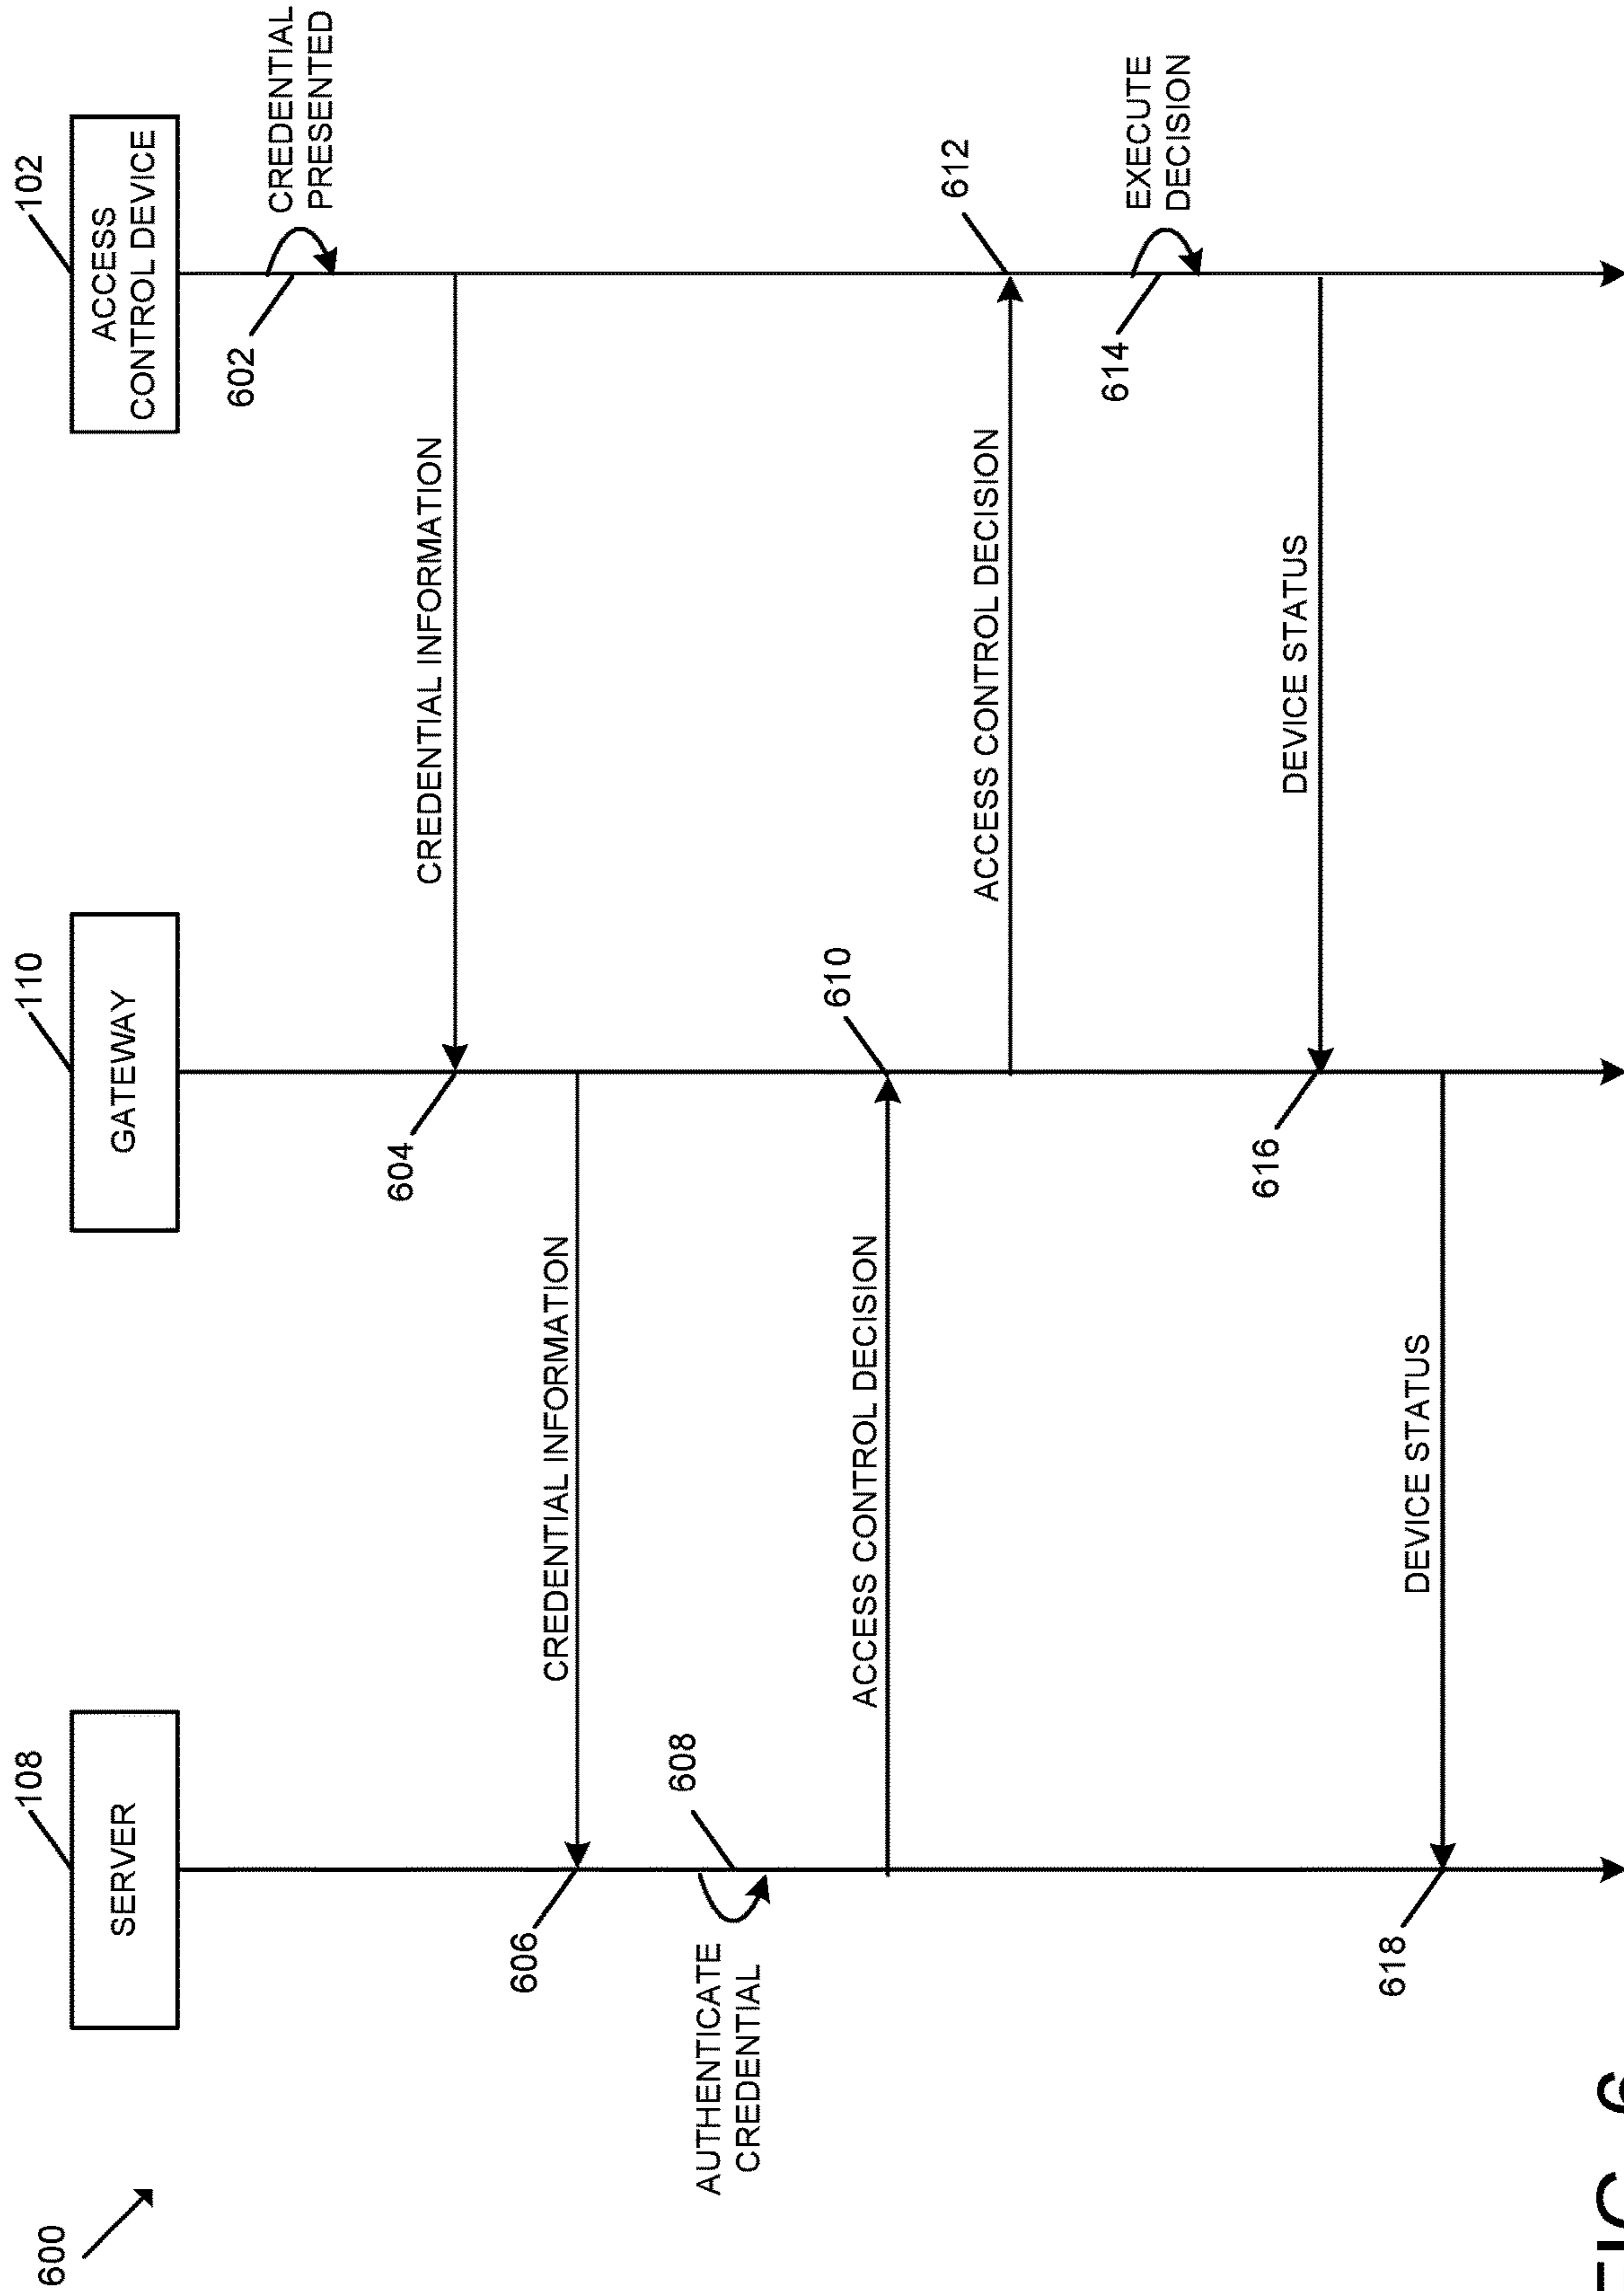 600
108
110
102
SERVER
GATEWAY
ACCESS
CONTROL DEVICE
602
CREDENTIAL
PRESENTED
604
CREDENTIAL INFORMATION
606
CREDENTIAL INFORMATION
AUTHENTICATE
CREDENTIAL
608
ACCESS CONTROL DECISION
610
ACCESS CONTROL DECISION
612
614
EXECUTE
DECISION
616
DEVICE STATUS
618
DEVICE STATUS